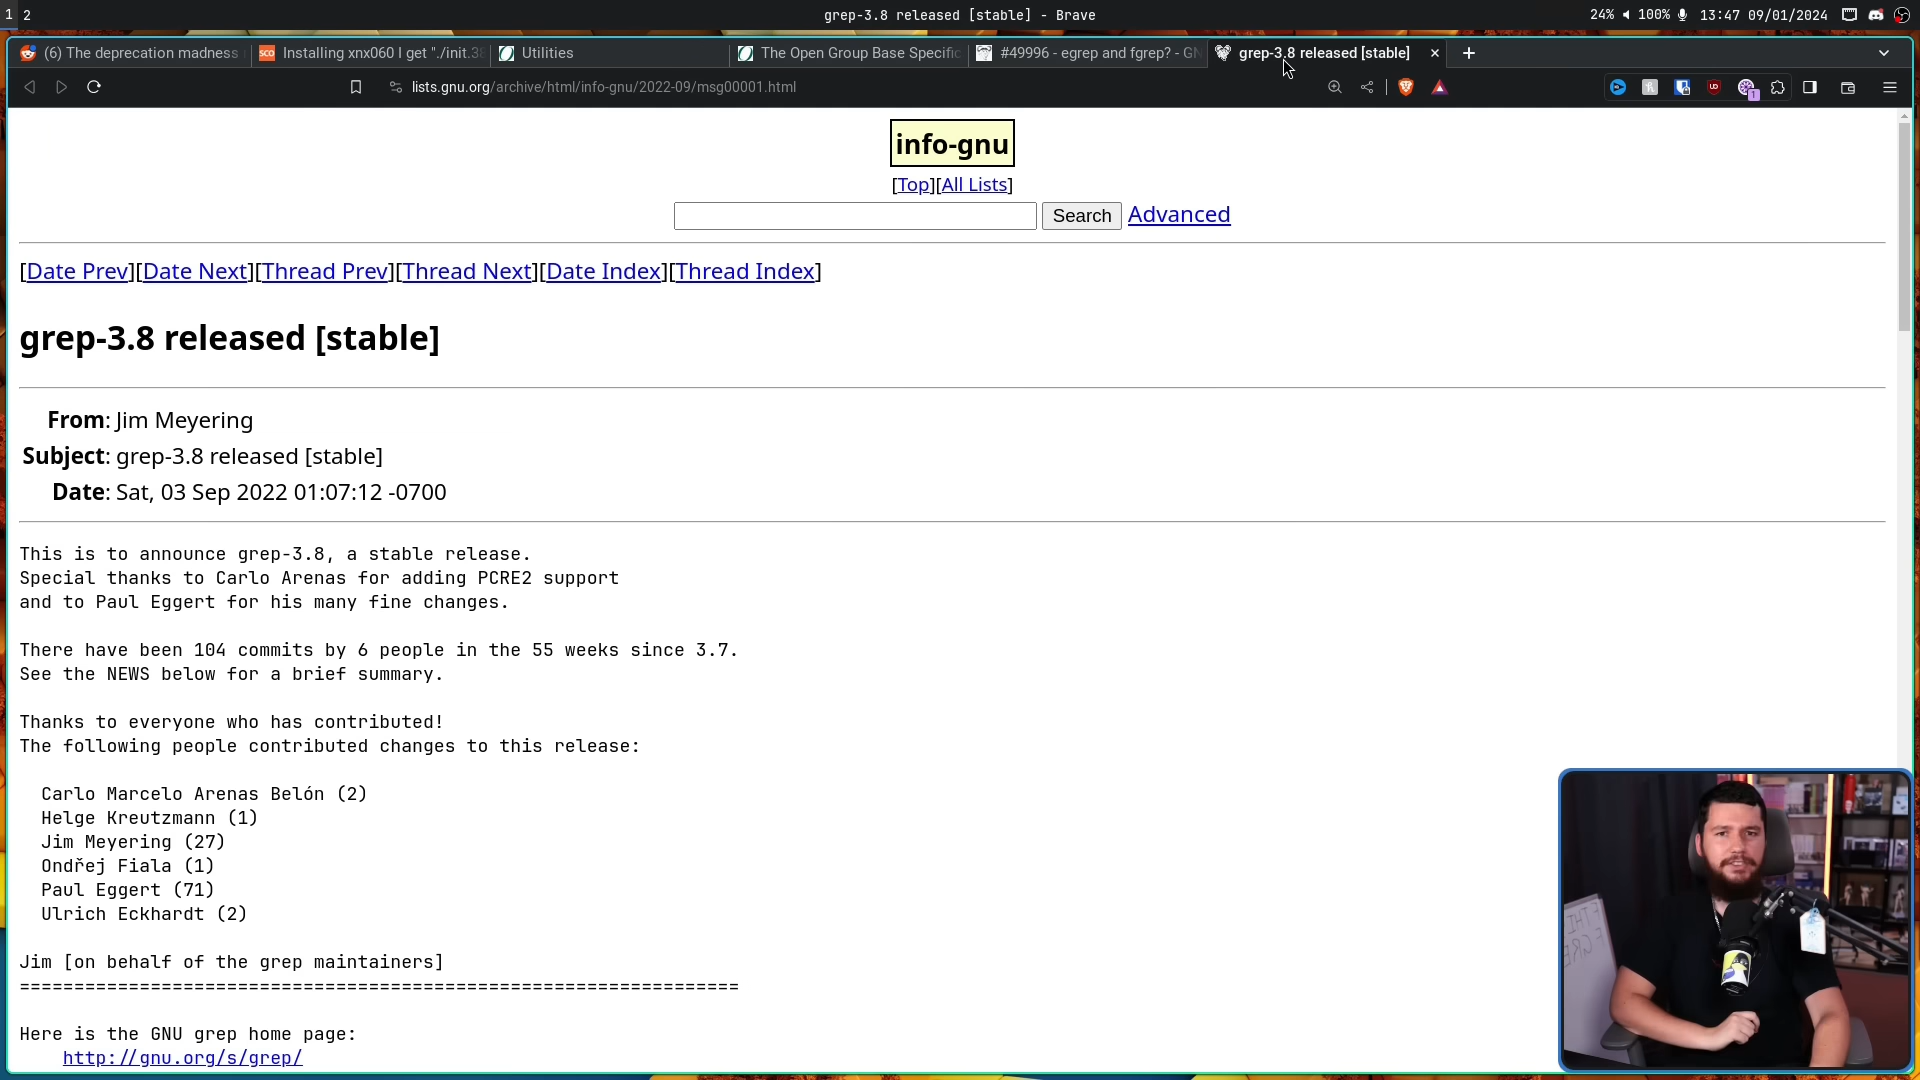 1 2
grep-3.8 released [stable] - Brave
24% 100% 13:47 09/01/2024
(6) The deprecation madness
SCO Installing xnx060 I get "./init.38
Utilities
The Open Group Base Specific
#49996 - egrep and fgrep? - GN
grep-3.8 released [stable]
lists.gnu.org/archive/html/info-gnu/2022-09/msg00001.html
1
info-gnu
[Top][All Lists]
Search Advanced
[Date Prev][Date Next][Thread Prev][Thread Next][Date Index][Thread Index]
grep-3.8 released [stable]
From: Jim Meyering
Subject: grep-3.8 released [stable]
Date: Sat, 03 Sep 2022 01:07:12 -0700
This is to announce grep-3.8, a stable release.
Special thanks to Carlo Arenas for adding PCRE2 support
and to Paul Eggert for his many fine changes.
There have been 104 commits by 6 people in the 55 weeks since 3.7.
See the NEWS below for a brief summary.
Thanks to everyone who has contributed!
The following people contributed changes to this release:
Carlo Marcelo Arenas Belón (2)
Helge Kreutzmann (1)
Jim Meyering (27)
Ondřej Fiala (1)
Paul Eggert (71)
Ulrich Eckhardt (2)
Jim [on behalf of the grep maintainers]
==================================================================
Here is the GNU grep home page:
http://gnu.org/s/grep/